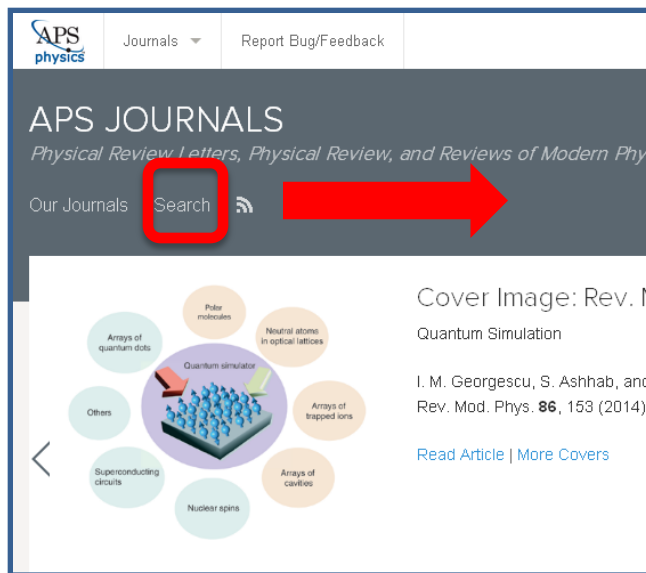 APS
physics
Journals
Report Bug/Feedback
APS JOURNALS
Physical Review Letters, Physical Review, and Reviews of Modern Phy
Our Journals
Search
Polar
molecules
Arrays of
quantum dots
Neutral atoms
in optical lattices
Quantum simulator
Others
Arrays of
trapped ions
Superconducting
circuits
Arrays of
cavities
Nuclear spins
Cover Image: Rev.
Quantum Simulation
I. M. Georgescu, S. Ashhab, and
Rev. Mod. Phys. 86, 153 (2014)
Read Article | More Covers